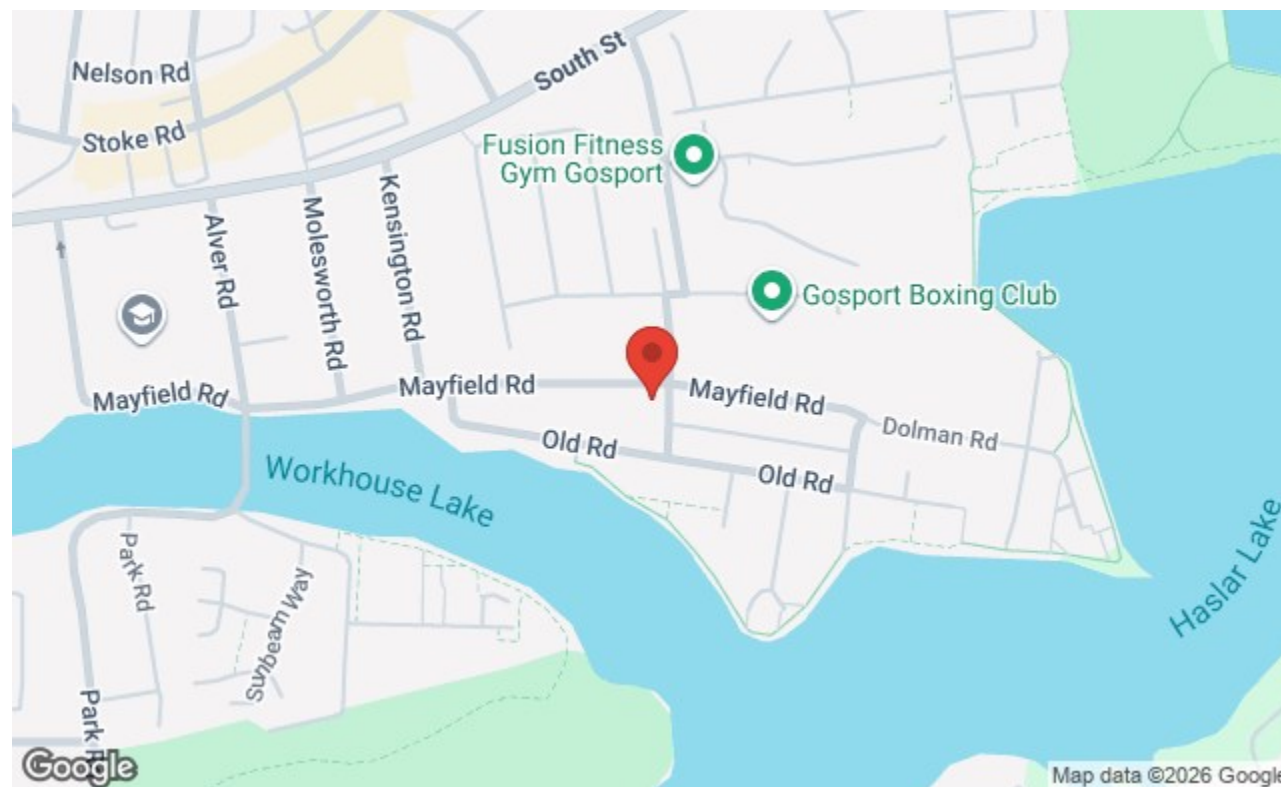 Nelson Rd
Stoke Rd
South St
Fusion Fitness
Gym Gosport
Kensington Rd
Molesworth Rd
Alver Rd
Gosport Boxing Club
Mayfield Rd
Mayfield Rd
Mayfield Rd
Dolman Rd
Old Rd
Old Rd
Workhouse Lake
Haslar Lake
Park Rd
Sunbeam Way
Park R
Google
Map data ©2026 Google